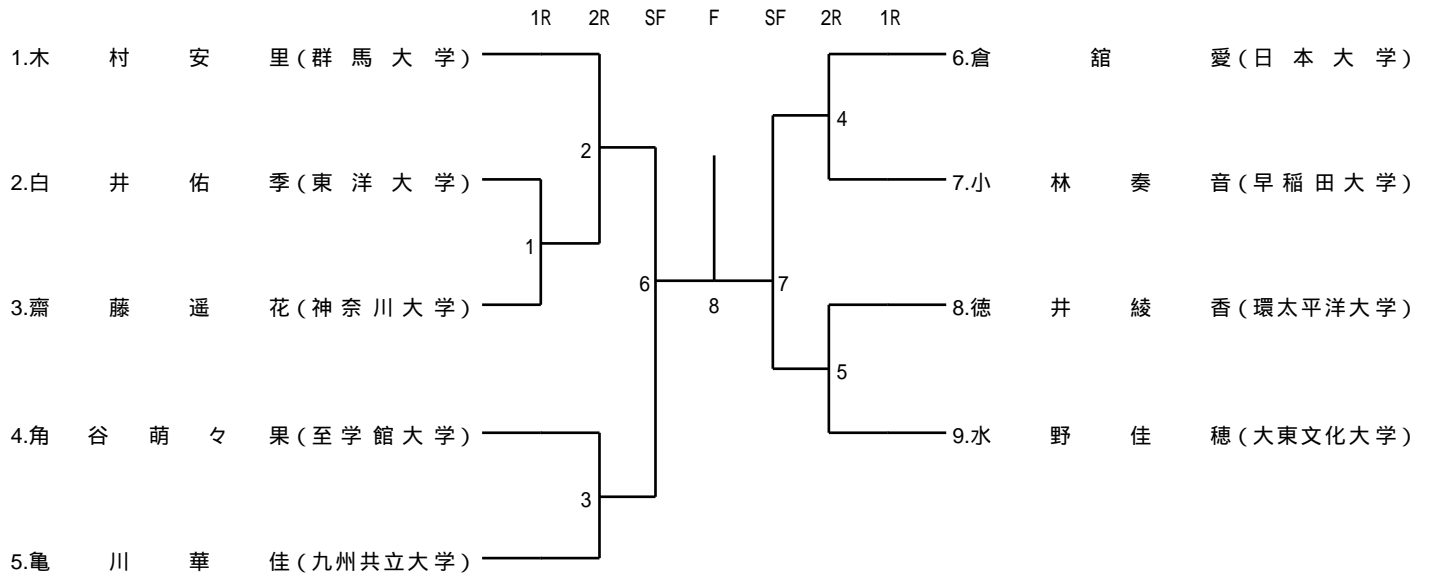 1R 2R SF F SF 2R 1R
1.木村安里(群馬大学) 6.倉舘愛(日本大学)
4
2
2.白井佑季(東洋大学) 7.小林奏音(早稲田大学)
1
6 7
3.齋藤遥花(神奈川大学) 8 8.徳井綾香(環太平洋大学)
5
4.角谷萌々果(至学館大学) 9.水野佳穂(大東文化大学)
3
5.亀川華佳(九州共立大学)